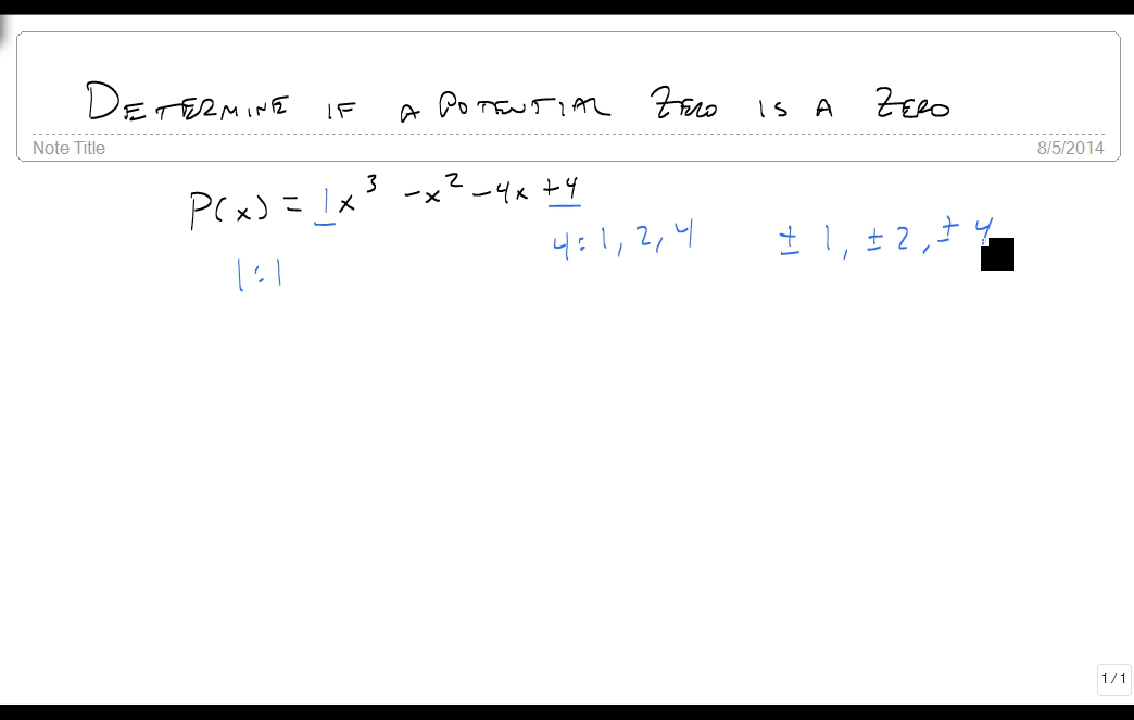 DETERMINE IF A POTENTIAL ZERO IS A ZERO
Note Title 8/5/2014
P(x) = 1x³ -x² -4x +4
4: 1, 2, 4 ± 1, ± 2, ± 4
1:1
1/1